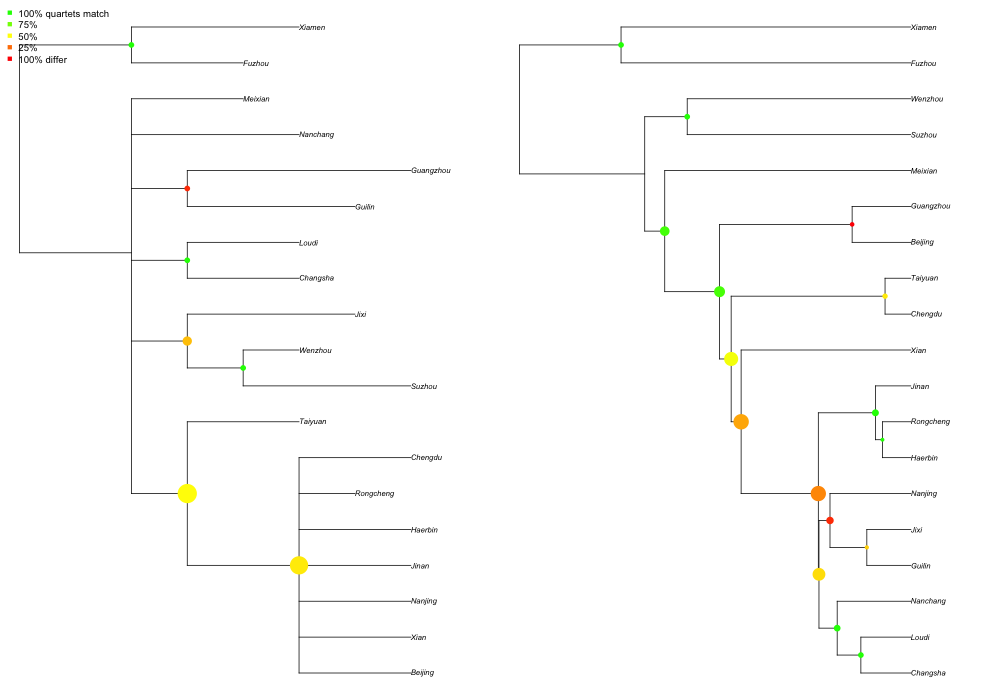 100% quartets match
75%
50%
25%
100% differ
Xiamen
Fuzhou
Meixian
Nanchang
Guangzhou
Guilin
Loudi
Changsha
Jixi
Wenzhou
Suzhou
Taiyuan
Chengdu
Rongcheng
Haerbin
Jinan
Nanjing
Xian
Beijing
Xiamen
Fuzhou
Wenzhou
Suzhou
Meixian
Guangzhou
Beijing
Taiyuan
Chengdu
Xian
Jinan
Rongcheng
Haerbin
Nanjing
Jixi
Guilin
Nanchang
Loudi
Changsha